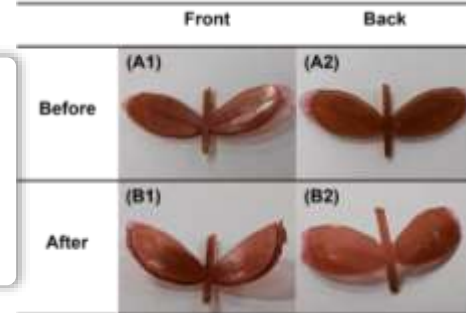 Front Back
(A1) (A2)
Before
(B1) (B2)
After